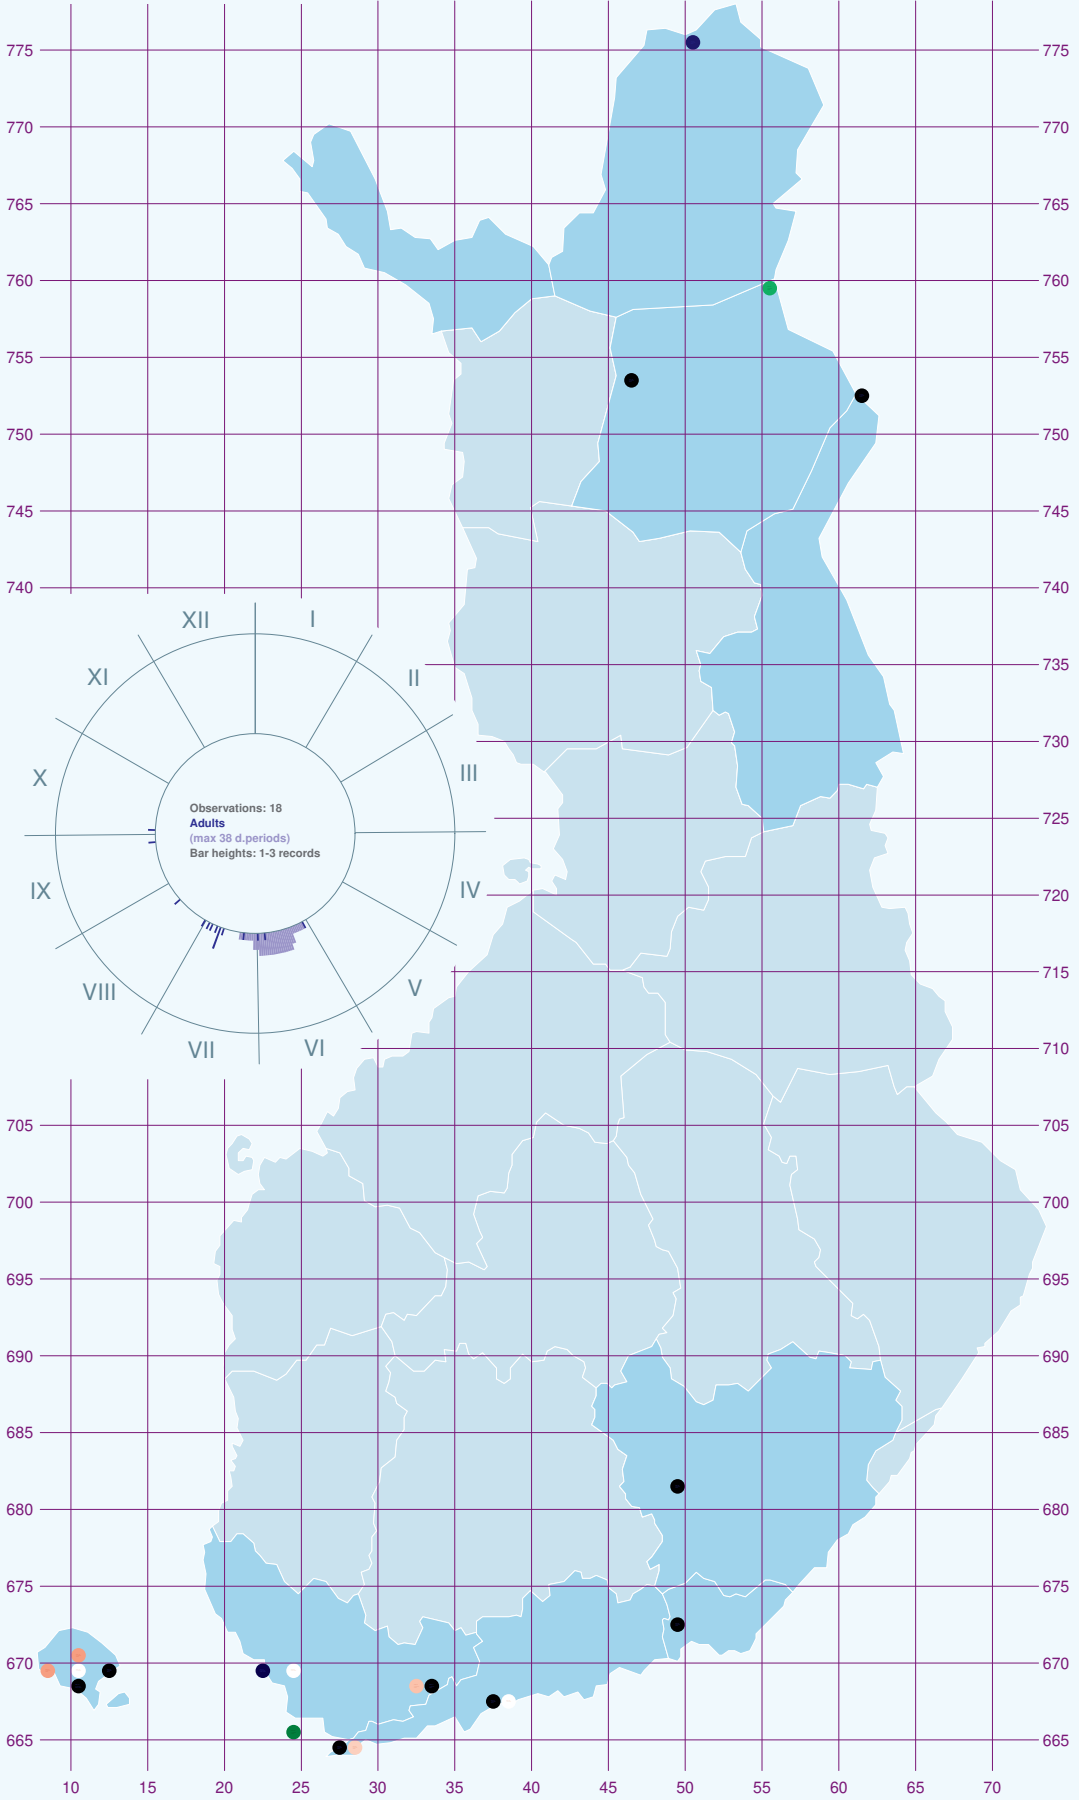 775 775
770 770
765 765
760 760
755 755
750 750
745 745
740 740
735
730
725
720
715
710
705 705
700 700
695 695
690 690
685 685
680 680
675 675
670 670
665 665
10 15 20 25 30 35 40 45 50 55 60 65 70
XII I
XI II
X III
IX IV
VIII V
VII VI
Observations: 18
Adults
(max 38 d.periods)
Bar heights: 1-3 records